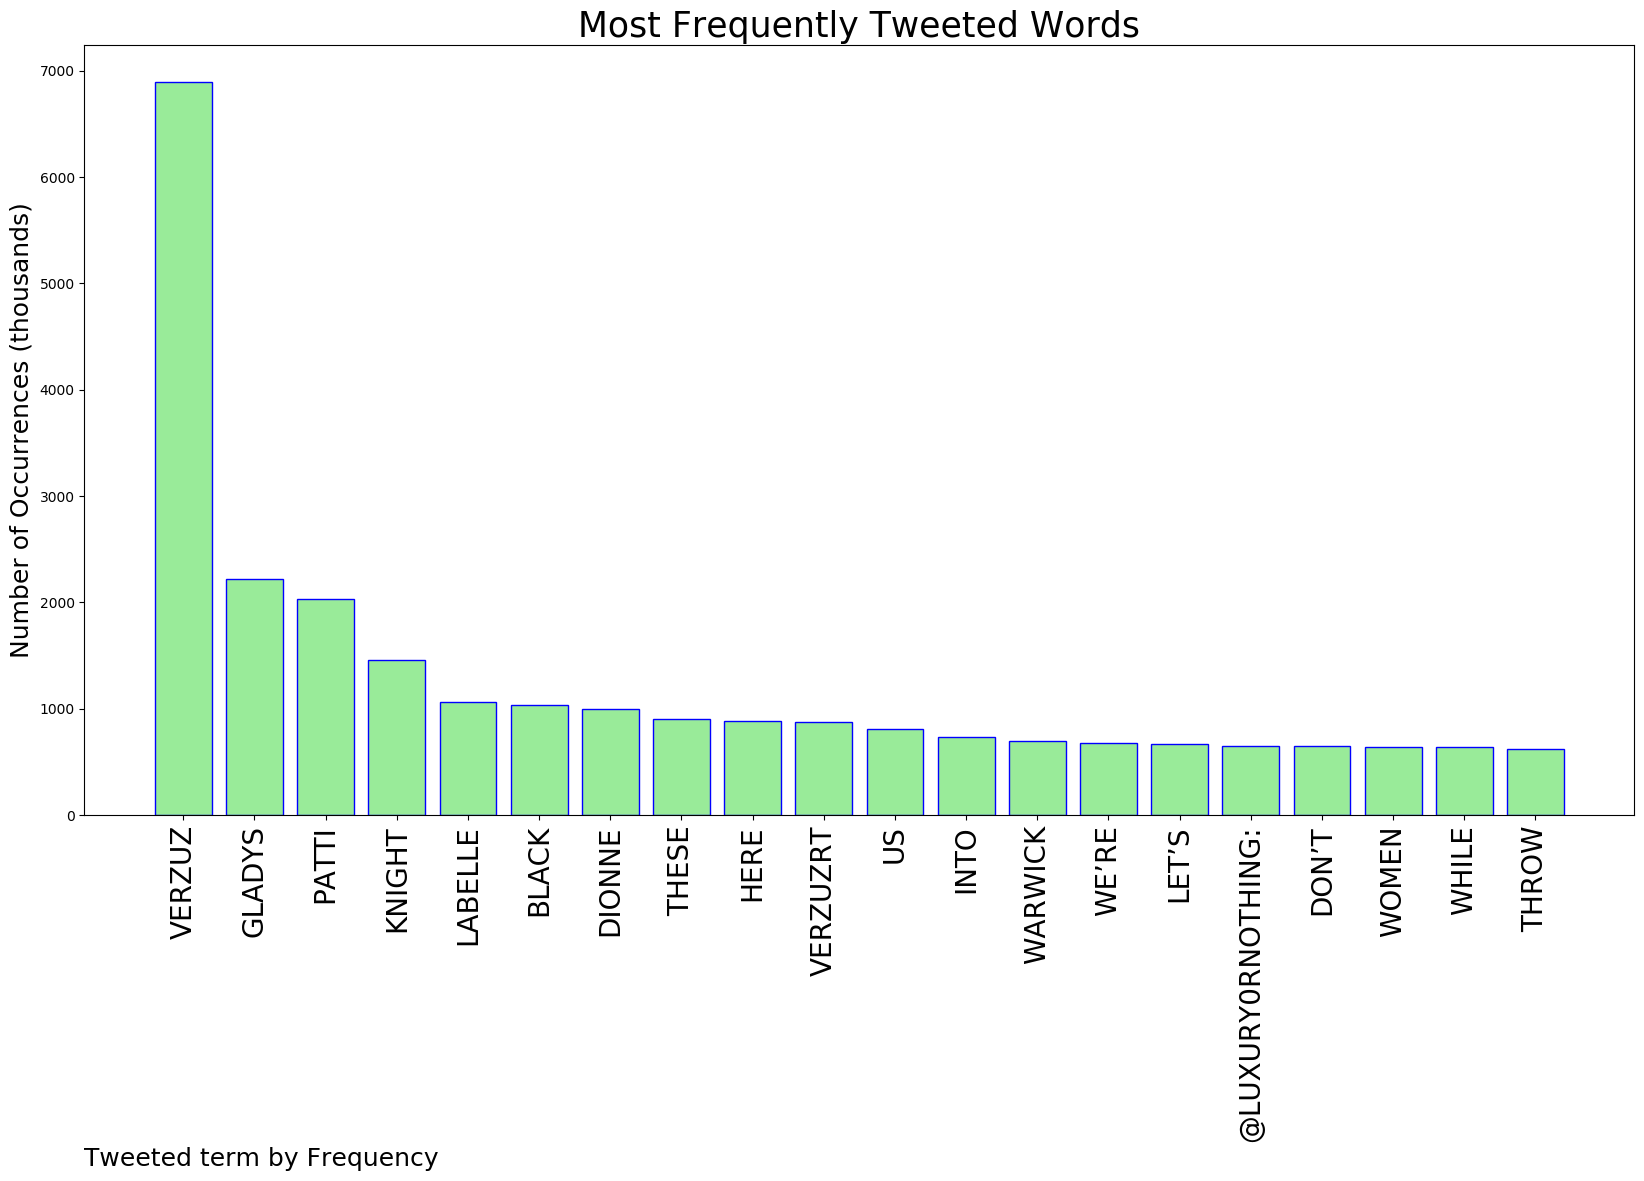 Most Frequently Tweeted Words
Number of Occurrences (thousands)
7000
6000
5000
4000
3000
2000
1000
0
VERZUZ
GLADYS
PATTI
KNIGHT
LABELLE
BLACK
DIONNE
THESE
HERE
VERZUZRT
US
INTO
WARWICK
WE’RE
LET’S
@LUXURY0RNOTHING:
DON’T
WOMEN
WHILE
THROW
Tweeted term by Frequency